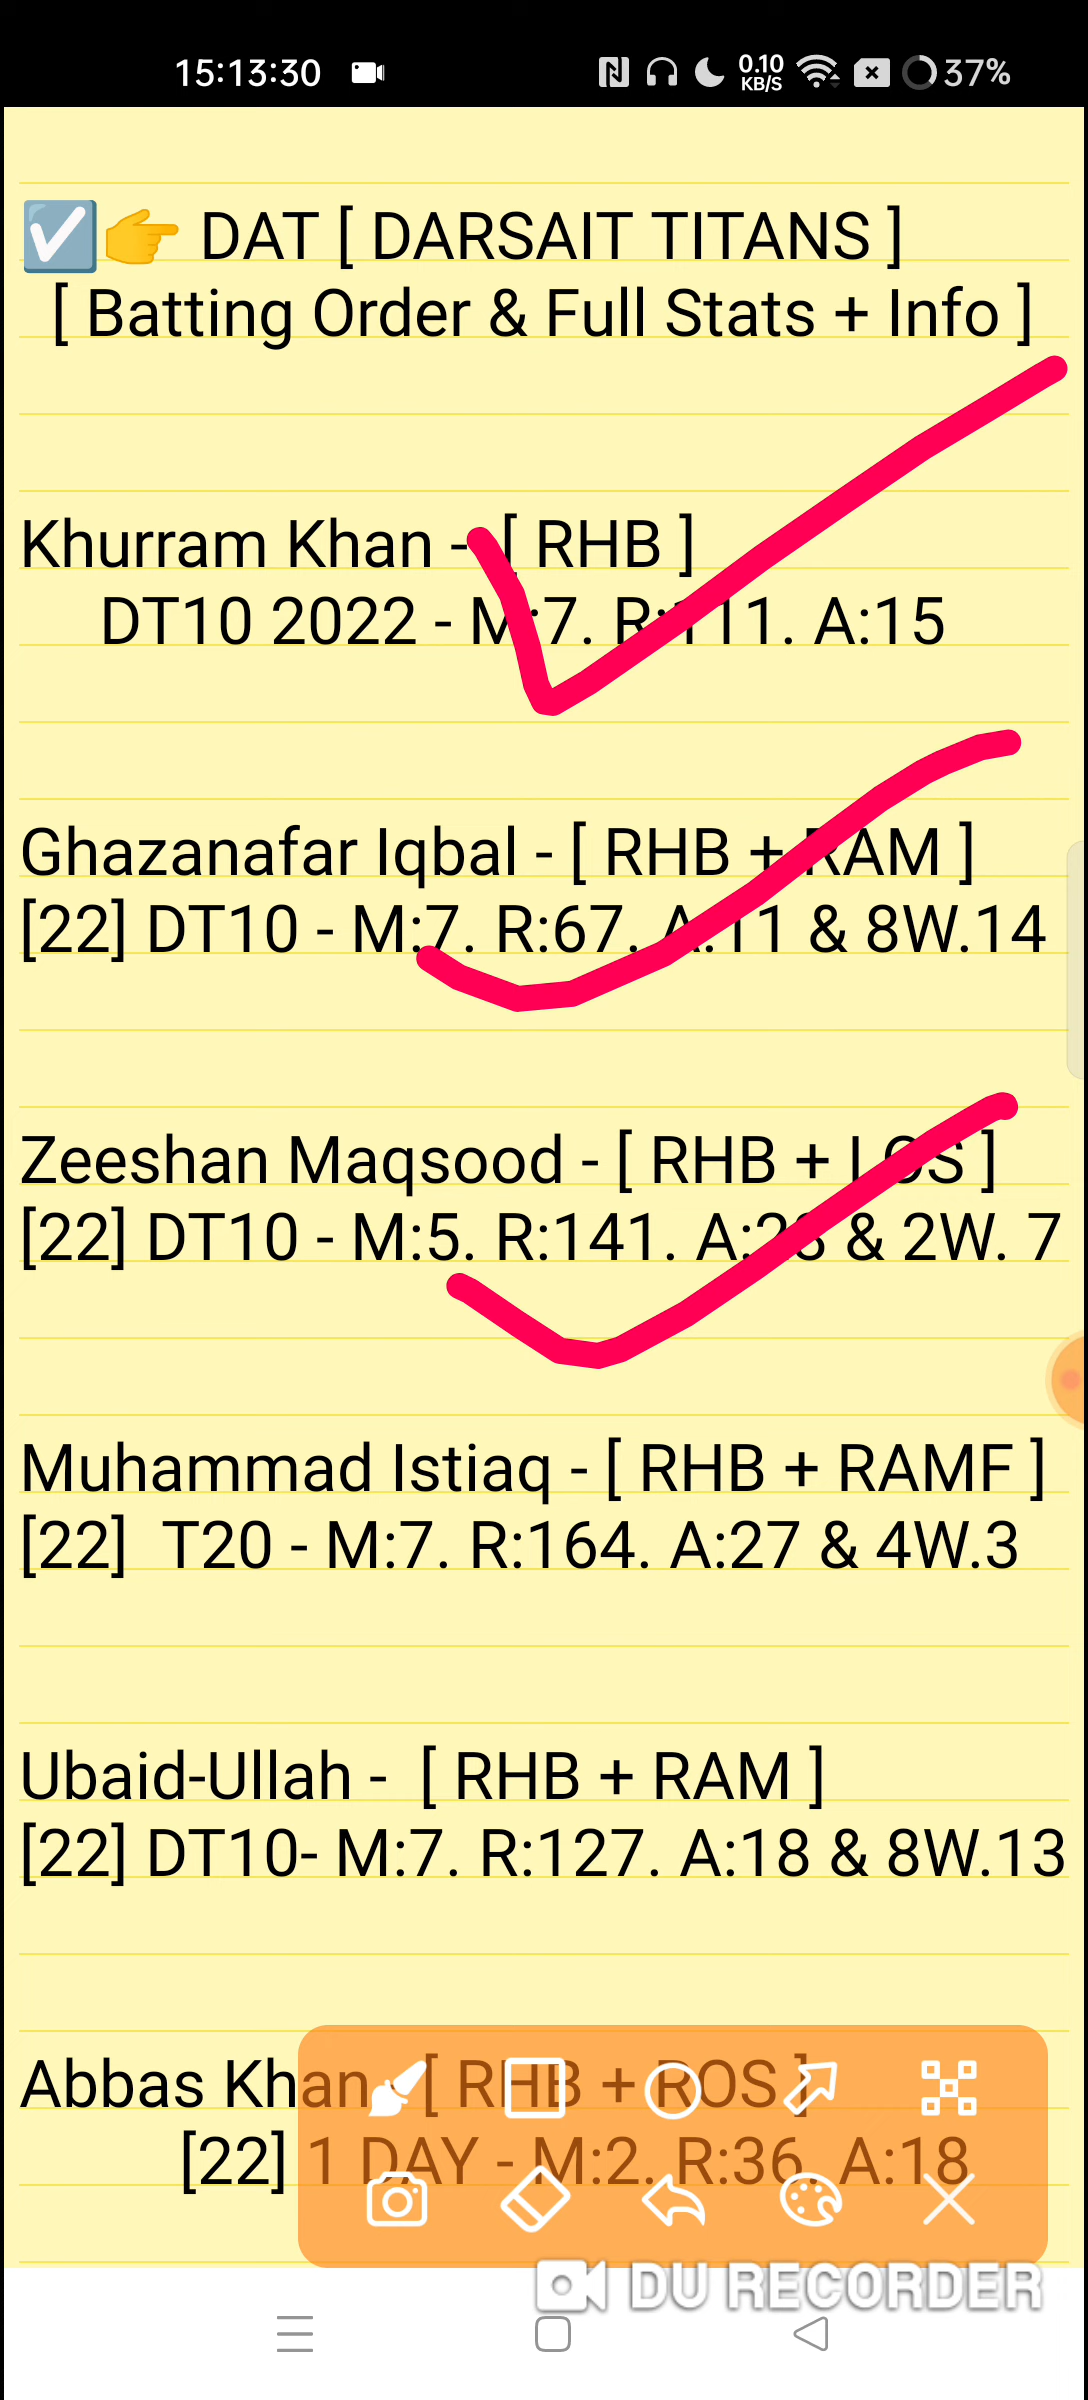 15:13:30 0.10 KB/S 37%
☑👉 DAT [ DARSAIT TITANS ]
[ Batting Order & Full Stats + Info ]
Khurram Khan - [ RHB ]
DT10 2022 - M:7. R:111. A:15
Ghazanafar Iqbal - [ RHB + RAM ]
[22] DT10 - M:7. R:67. A:11 & 8W.14
Zeeshan Maqsood - [ RHB + LOS ]
[22] DT10 - M:5. R:141. A:28 & 2W. 7
Muhammad Istiaq - [ RHB + RAMF ]
[22] T20 - M:7. R:164. A:27 & 4W.3
Ubaid-Ullah - [ RHB + RAM ]
[22] DT10- M:7. R:127. A:18 & 8W.13
Abbas Khan - [ RHB + ROS ]
[22] 1 DAY - M:2. R:36. A:18
DU RECORDER